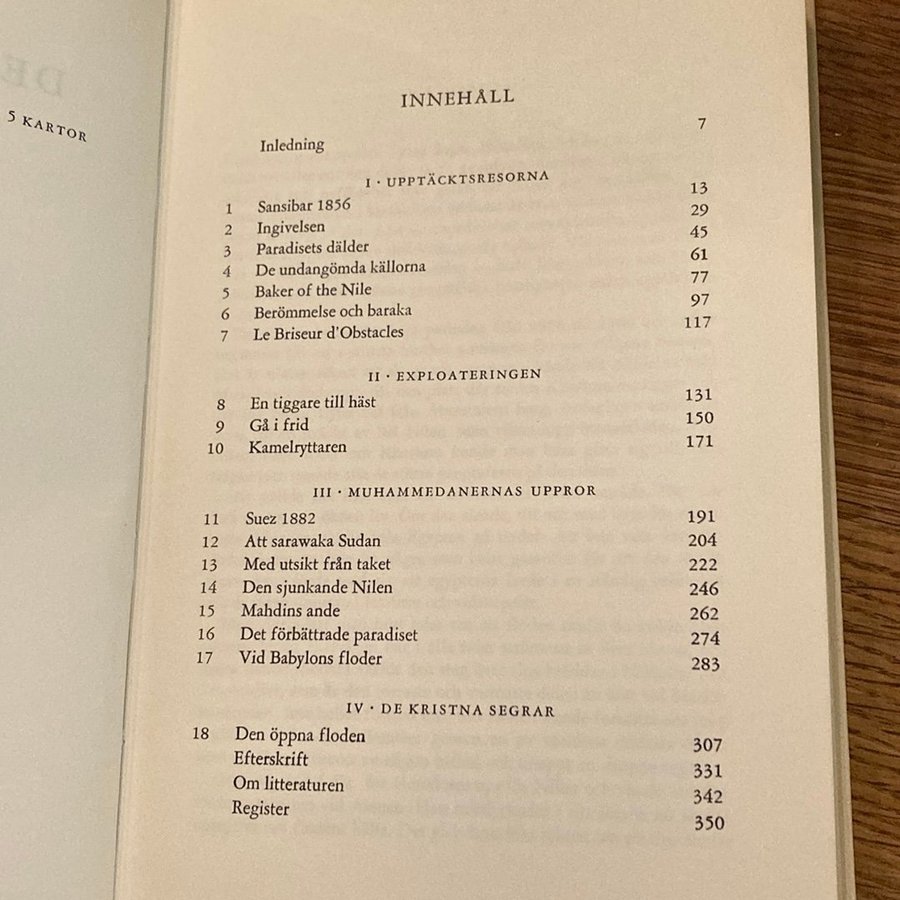 5 KARTOR
INNEHÅLL
Inledning 7
I · UPPTÄCKTSRESORNA
1 Sansibar 1856 13
2 Ingivelsen 29
3 Paradisets dälder 45
4 De undangömda källorna 61
5 Baker of the Nile 77
6 Berömmelse och baraka 97
7 Le Briseur d'Obstacles 117
II · EXPLOATERINGEN
8 En tiggare till häst 131
9 Gå i frid 150
10 Kamelryttaren 171
III · MUHAMMEDANERNAS UPPROR
11 Suez 1882 191
12 Att sarawaka Sudan 204
13 Med utsikt från taket 222
14 Den sjunkande Nilen 246
15 Mahdins ande 262
16 Det förbättrade paradiset 274
17 Vid Babylons floder 283
IV · DE KRISTNA SEGRAR
18 Den öppna floden 307
Efterskrift 331
Om litteraturen 342
Register 350